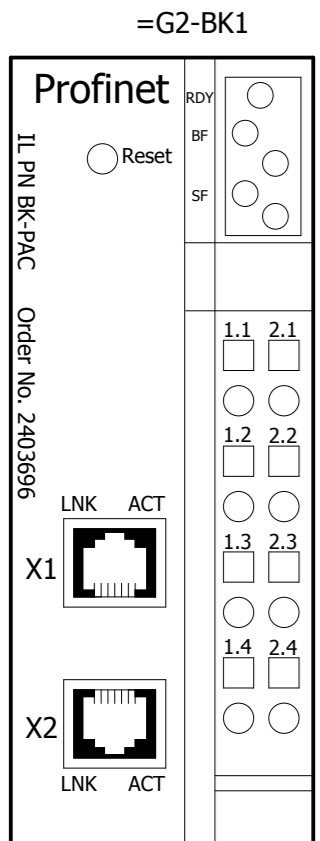 =G2-BK1
Profinet
RDY
BF
SF
Reset
IL PN BK-PAC Order No. 2403696
1.1 2.1
1.2 2.2
1.3 2.3
1.4 2.4
LNK ACT
X1
X2
LNK ACT